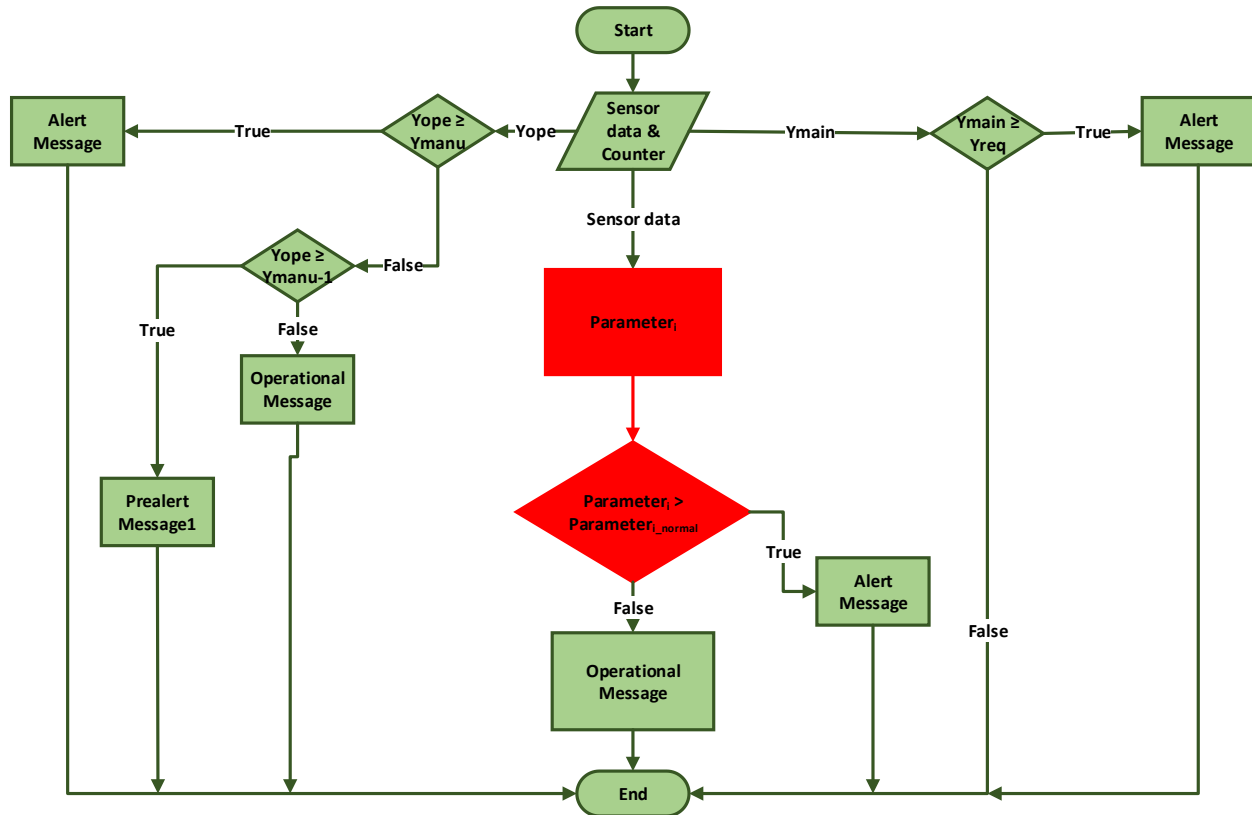 Start
Alert
Message
True
Yope ≥
Ymanu
Yope
Sensor
data &
Counter
Ymain
Ymain ≥
Yreq
True
Alert
Message
Sensor data
Yope ≥
Ymanu-1
False
True
False
Parameteri
Operational
Message
Prealert
Message1
Parameteri >
Parameteri_normal
True
Alert
Message
False
False
Operational
Message
End